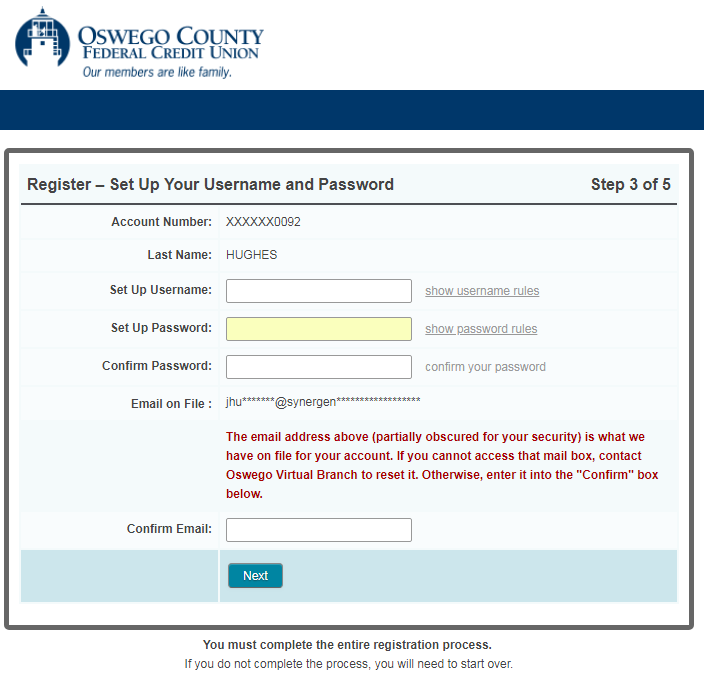 OSWEGO COUNTY
FEDERAL CREDIT UNION
Our members are like family.
Register – Set Up Your Username and Password Step 3 of 5
Account Number: XXXXXX0092
Last Name: HUGHES
Set Up Username: show username rules
Set Up Password: show password rules
Confirm Password: confirm your password
Email on File : jhu*******@synergen******************
The email address above (partially obscured for your security) is what we
have on file for your account. If you cannot access that mail box, contact
Oswego Virtual Branch to reset it. Otherwise, enter it into the "Confirm" box
below.
Confirm Email:
Next
You must complete the entire registration process.
If you do not complete the process, you will need to start over.